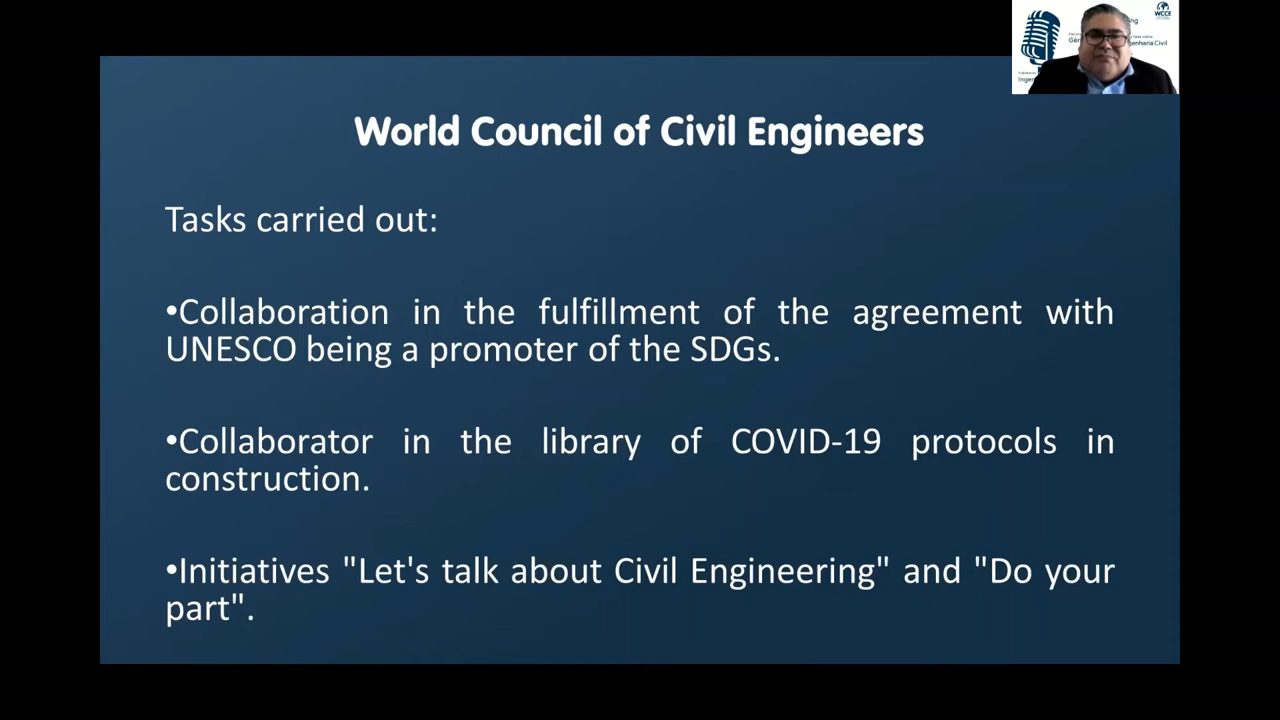 WCCE
World Council of Civil Engineers
Tasks carried out:
•Collaboration in the fulfillment of the agreement with
UNESCO being a promoter of the SDGs.
•Collaborator in the library of COVID-19 protocols in
construction.
•Initiatives "Let's talk about Civil Engineering" and "Do your
part".